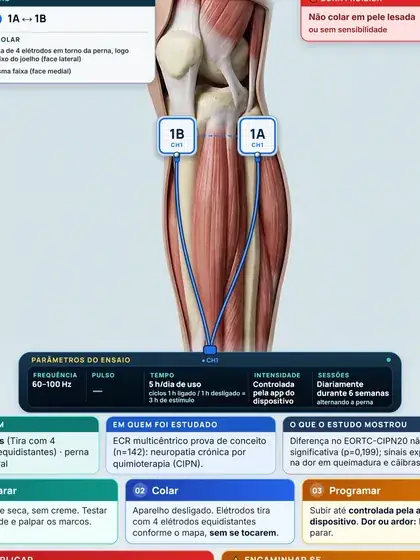 1A ↔ 1B
OLAR
a de 4 elétrodos em torno da perna, logo
ixo do joelho (face lateral)
sma faixa (face medial)
Não colar em pele lesada
ou sem sensibilidade
1B
CH1
1A
CH1
• CH1
PARÂMETROS DO ENSAIO
FREQUÊNCIA
60–100 Hz
PULSO
—
TEMPO
5 h/dia de uso
ciclos 1 h ligado / 1 h desligado =
3 h de estímulo
INTENSIDADE
Controlada
pela app do
dispositivo
SESSÕES
Diariamente
durante 6 semanas
alternando a perna
M
s (Tira com 4
equidistantes) · perna
ral
EM QUEM FOI ESTUDADO
ECR multicêntrico prova de conceito
(n=142): neuropatia crónica por
quimioterapia (CIPN).
O QUE O ESTUDO MOSTROU
Diferença no EORTC-CIPN20 nã
significativa (p=0,199); sinais exp
na dor em queimadura e câibras
arar
e seca, sem creme. Testar
de e palpar os marcos.
02 Colar
Aparelho desligado. Elétrodos tira
com 4 elétrodos equidistantes
conforme o mapa, sem se tocarem.
03 Programar
Subir até controlada pela a
dispositivo. Dor ou ardor:
parar.
PLICAR
ENCAMINHAR SE